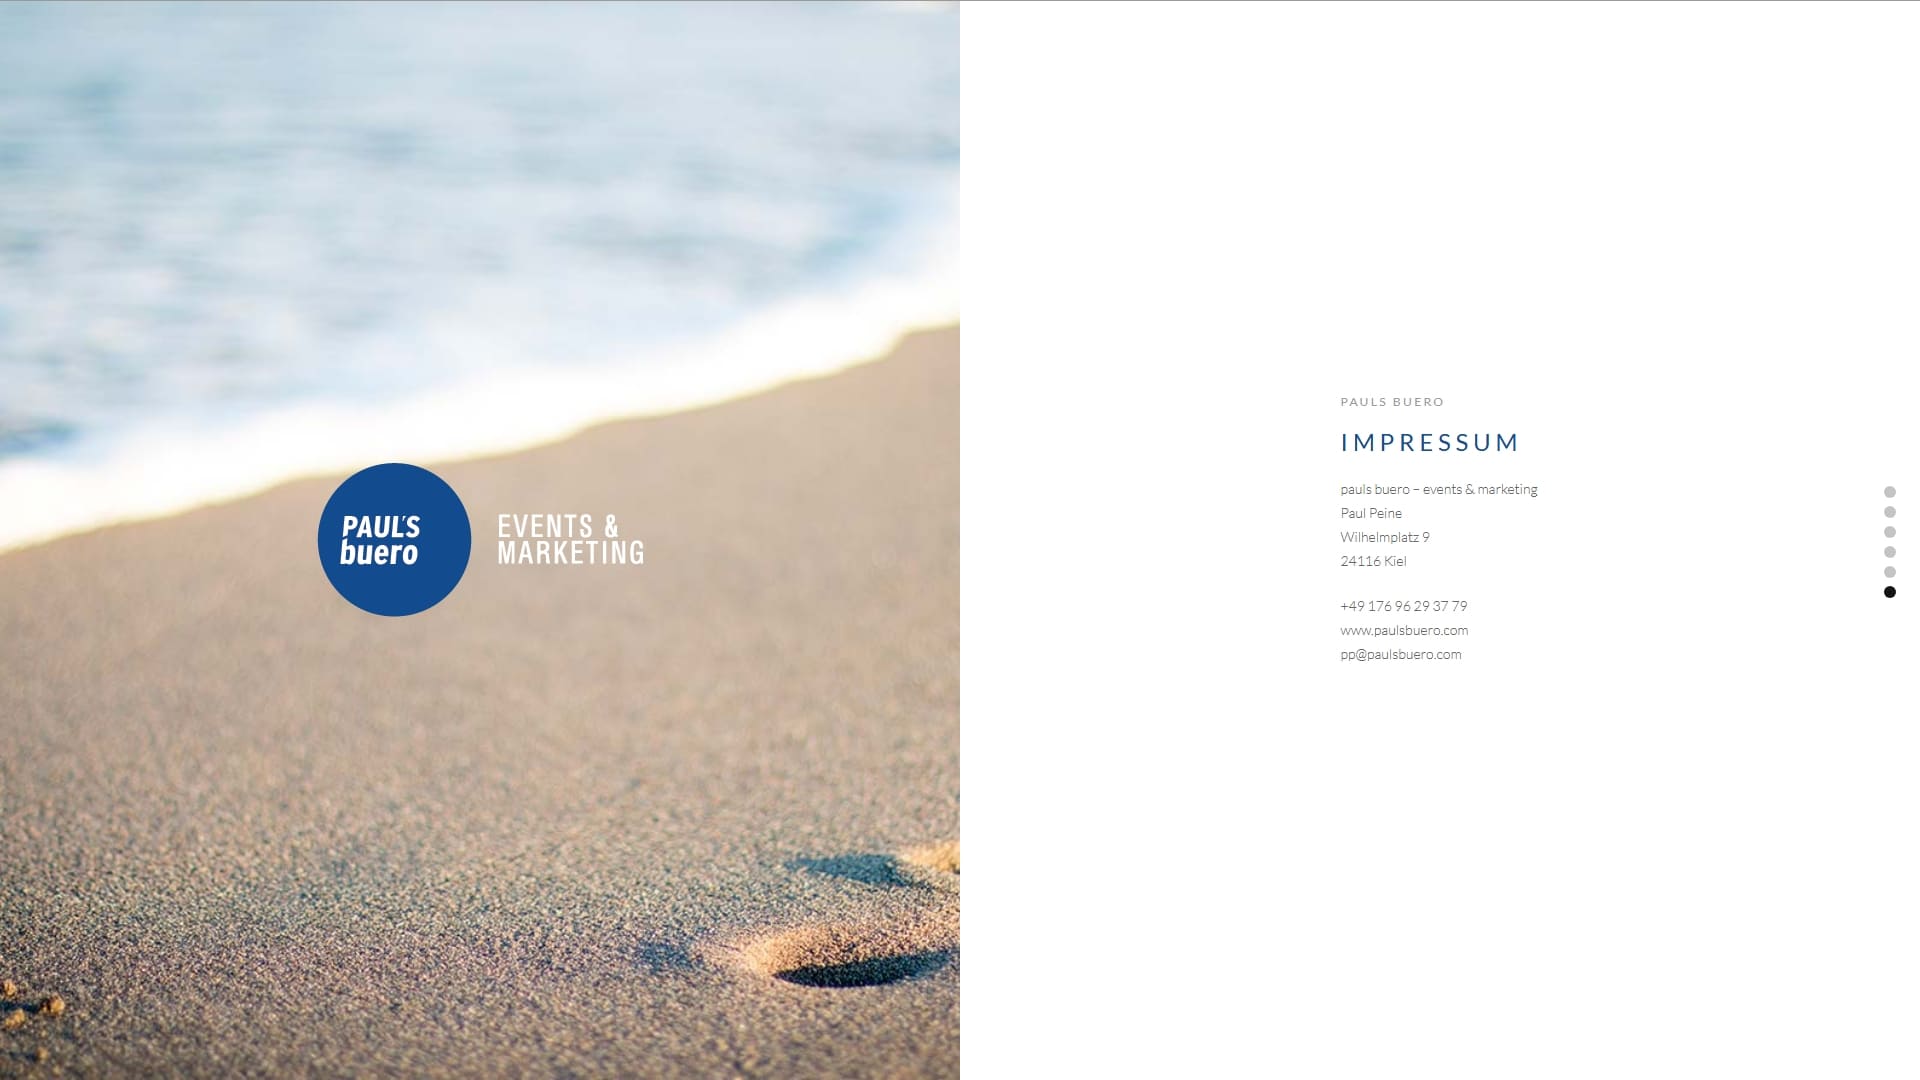 PAUL'S
buero
EVENTS &
MARKETING
PAULS BUERO
IMPRESSUM
pauls buero – events & marketing
Paul Peine
Wilhelmplatz 9
24116 Kiel
+49 176 96 29 37 79
www.paulsbuero.com
pp@paulsbuero.com